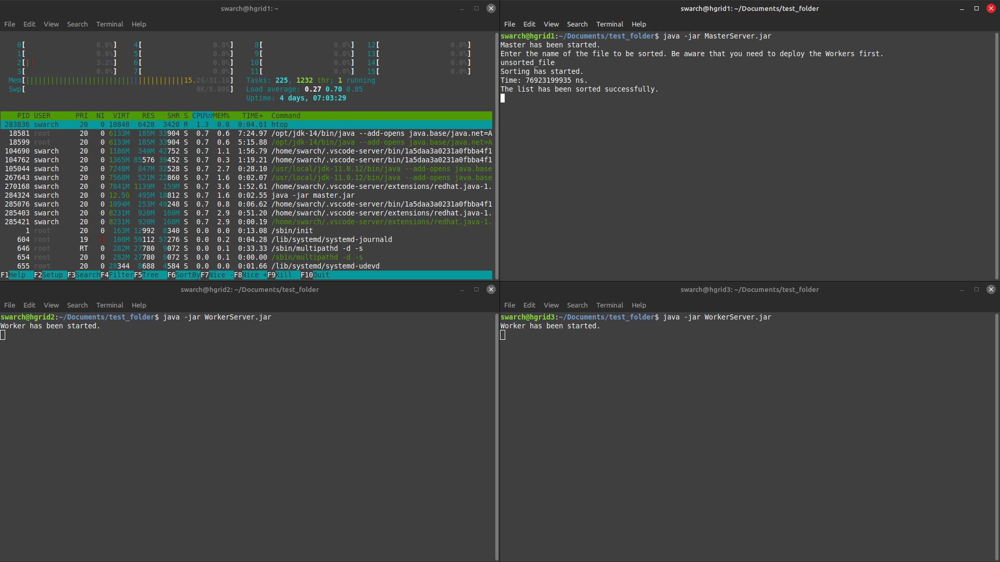 swarch@hgrid1: ~
File Edit View Search Terminal Help
0[ 0.0%] 4[ 0.0%] 8[ 0.0%] 12[ 0.0%]
1[ 0.0%] 5[ 0.0%] 9[ 0.0%] 13[ 0.0%]
2[|| 3.2%] 6[ 0.0%] 10[ 0.0%] 14[ 0.0%]
3[ 0.0%] 7[ 0.0%] 11[ 0.0%] 15[ 0.0%]
Mem[||||||||||||||||||||||||||||||||||||||15.2G/31.1G] Tasks: 225, 1232 thr; 1 running
Swp[ 0K/8.00G] Load average: 0.27 0.70 0.85
Uptime: 4 days, 07:03:29
PID USER PRI NI VIRT RES SHR S CPU%▽MEM% TIME+ Command
283836 swarch 20 0 10848 6428 3420 R 1.3 0.0 0:04.61 htop
18581 root 20 0 6133M 185M 33904 S 0.7 0.6 7:24.97 /opt/jdk-14/bin/java --add-opens java.base/java.net=A
18599 root 20 0 6133M 185M 33904 S 0.7 0.6 5:15.88 /opt/jdk-14/bin/java --add-opens java.base/java.net=A
104690 swarch 20 0 1186M 340M 42752 S 0.7 1.1 1:56.79 /home/swarch/.vscode-server/bin/1a5daa3a0231a0fbba4f1
104762 swarch 20 0 1365M 85576 39452 S 0.7 0.3 1:19.21 /home/swarch/.vscode-server/bin/1a5daa3a0231a0fbba4f1
105044 swarch 20 0 7248M 847M 32528 S 0.7 2.7 0:28.10 /usr/local/jdk-11.0.12/bin/java --add-opens java.base
267643 swarch 20 0 7568M 521M 22860 S 0.7 1.6 0:02.07 /usr/local/jdk-11.0.12/bin/java --add-opens java.base
270168 swarch 20 0 7841M 1139M 159M S 0.7 3.6 1:52.61 /home/swarch/.vscode-server/extensions/redhat.java-1.
284324 swarch 20 0 12.5G 495M 18812 S 0.7 1.6 0:02.55 java -jar master.jar
285076 swarch 20 0 1094M 253M 49248 S 0.7 0.8 0:06.62 /home/swarch/.vscode-server/bin/1a5daa3a0231a0fbba4f1
285403 swarch 20 0 8231M 920M 160M S 0.7 2.9 0:51.20 /home/swarch/.vscode-server/extensions/redhat.java-1.
285421 swarch 20 0 8231M 920M 160M S 0.7 2.9 0:00.19 /home/swarch/.vscode-server/extensions/redhat.java-1.
1 root 20 0 163M 12992 8340 S 0.0 0.0 0:13.08 /sbin/init
604 root 19 -1 100M 59112 57276 S 0.0 0.2 0:04.28 /lib/systemd/systemd-journald
646 root RT 0 282M 27780 9072 S 0.0 0.1 0:33.33 /sbin/multipathd -d -s
654 root 20 0 282M 27780 9072 S 0.0 0.1 0:00.00 /sbin/multipathd -d -s
655 root 20 0 28344 8688 4584 S 0.0 0.0 0:01.66 /lib/systemd/systemd-udevd
F1Help F2Setup F3SearchF4FilterF5Tree F6SortByF7Nice -F8Nice +F9Kill F10Quit
swarch@hgrid1: ~/Documents/test_folder
File Edit View Search Terminal Help
swarch@hgrid1:~/Documents/test_folder$ java -jar MasterServer.jar
Master has been started.
Enter the name of the file to be sorted. Be aware that you need to deploy the Workers first.
unsorted_file
Sorting has started.
Time: 76923199935 ns.
The list has been sorted successfully.
swarch@hgrid2: ~/Documents/test_folder
File Edit View Search Terminal Help
swarch@hgrid2:~/Documents/test_folder$ java -jar WorkerServer.jar
Worker has been started.
swarch@hgrid3: ~/Documents/test_folder
File Edit View Search Terminal Help
swarch@hgrid3:~/Documents/test_folder$ java -jar WorkerServer.jar
Worker has been started.